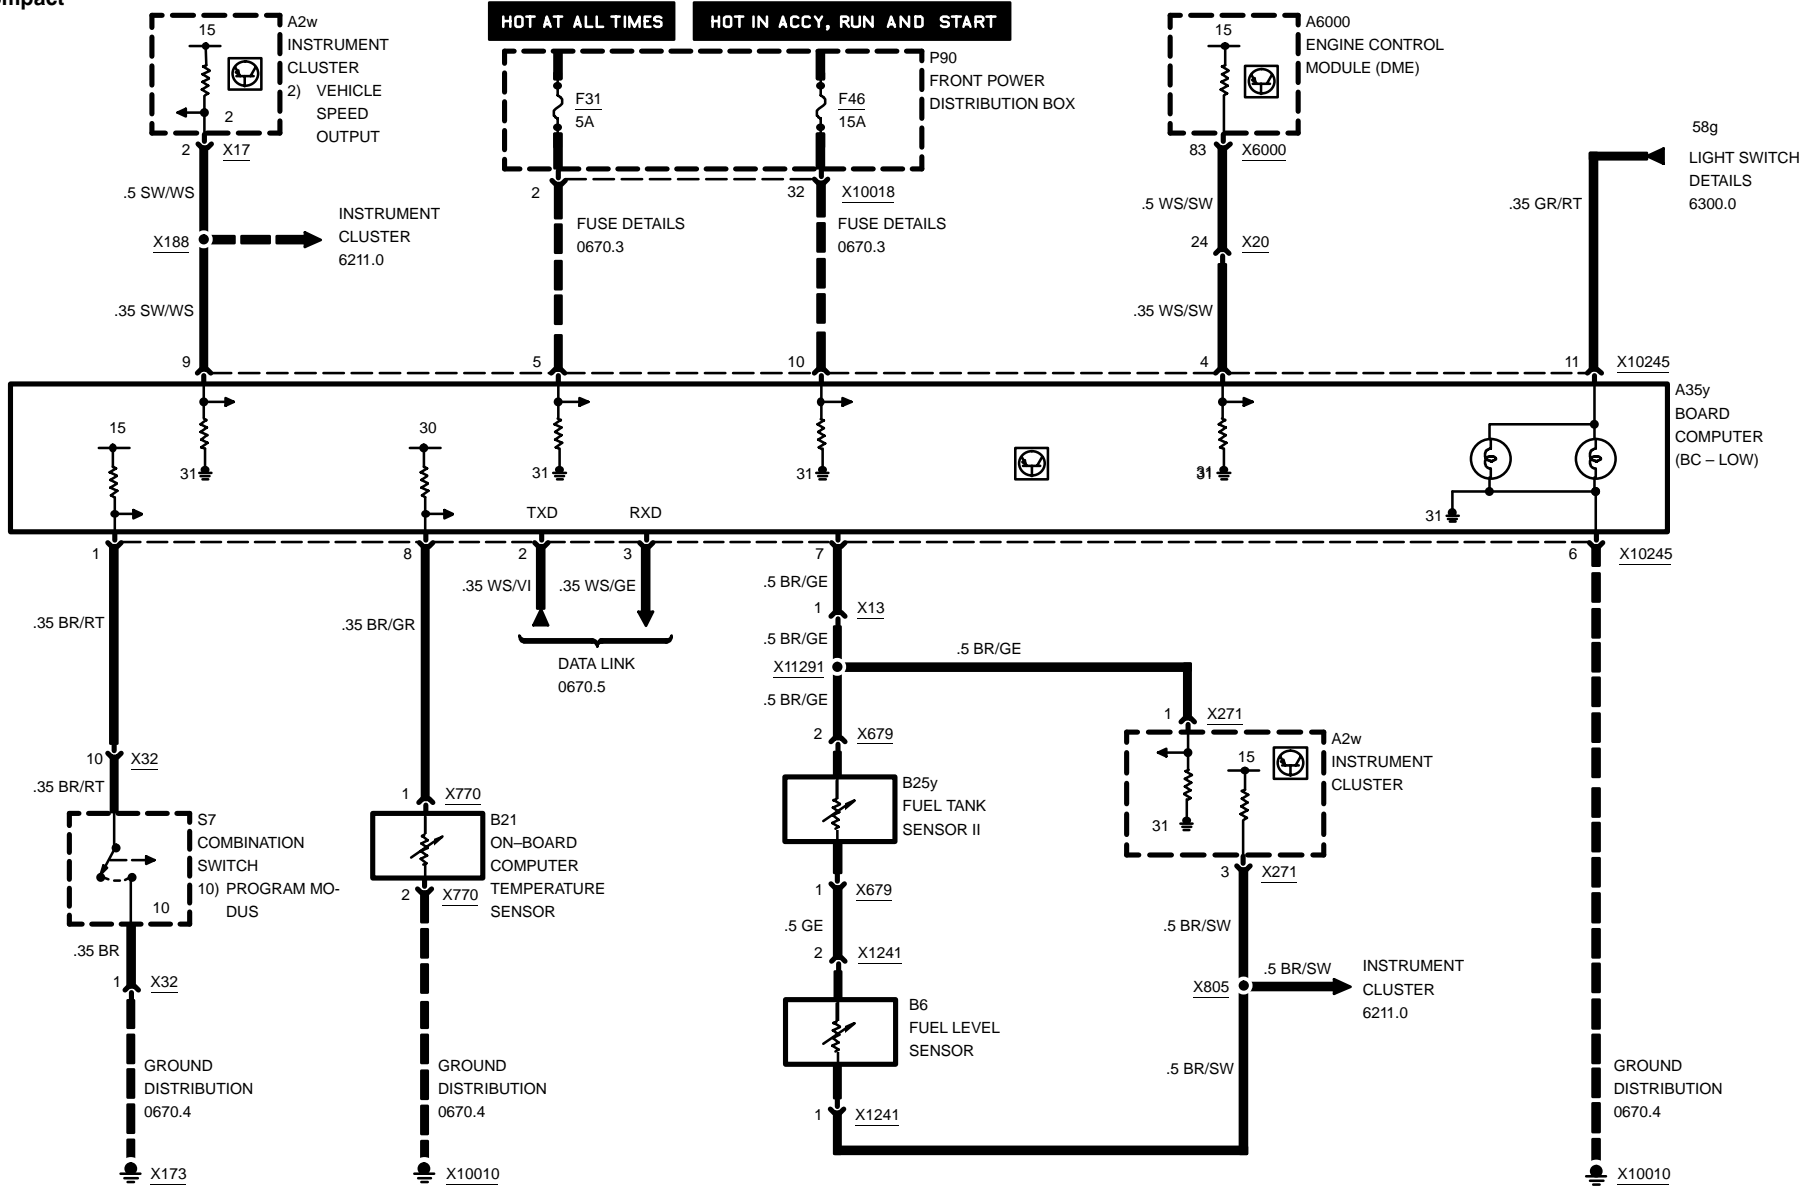 ompact
HOT AT ALL TIMES
HOT IN ACCY, RUN AND START
15
2
A2w
INSTRUMENT
CLUSTER
2) VEHICLE
SPEED
OUTPUT
F31
5A
F46
15A
P90
FRONT POWER
DISTRIBUTION BOX
15
A6000
ENGINE CONTROL
MODULE (DME)
2 X17
2
32 X10018
83 X6000
58g
LIGHT SWITCH
DETAILS
6300.0
.5 SW/WS
X188
INSTRUMENT
CLUSTER
6211.0
FUSE DETAILS
0670.3
FUSE DETAILS
0670.3
.5 WS/SW
24 X20
.35 GR/RT
.35 SW/WS
.35 WS/SW
9
5
10
4
11 X10245
A35y
BOARD
COMPUTER
(BC – LOW)
15
31
30
31
31
31
31
31
TXD
RXD
1
8
2
3
7
6 X10245
.35 BR/RT
.35 BR/GR
.35 WS/VI
.35 WS/GE
DATA LINK
0670.5
.5 BR/GE
1 X13
.5 BR/GE
X11291
.5 BR/GE
.5 BR/GE
2 X679
1 X271
A2w
INSTRUMENT
CLUSTER
15
31
10 X32
.35 BR/RT
S7
COMBINATION
SWITCH
10) PROGRAM MO-
DUS
10
1 X770
B21
ON–BOARD
COMPUTER
TEMPERATURE
SENSOR
2 X770
B25y
FUEL TANK
SENSOR II
1 X679
3 X271
.5 GE
2 X1241
.5 BR/SW
X805
.5 BR/SW
INSTRUMENT
CLUSTER
6211.0
.35 BR
1 X32
B6
FUEL LEVEL
SENSOR
.5 BR/SW
1 X1241
GROUND
DISTRIBUTION
0670.4
GROUND
DISTRIBUTION
0670.4
GROUND
DISTRIBUTION
0670.4
X173
X10010
X10010